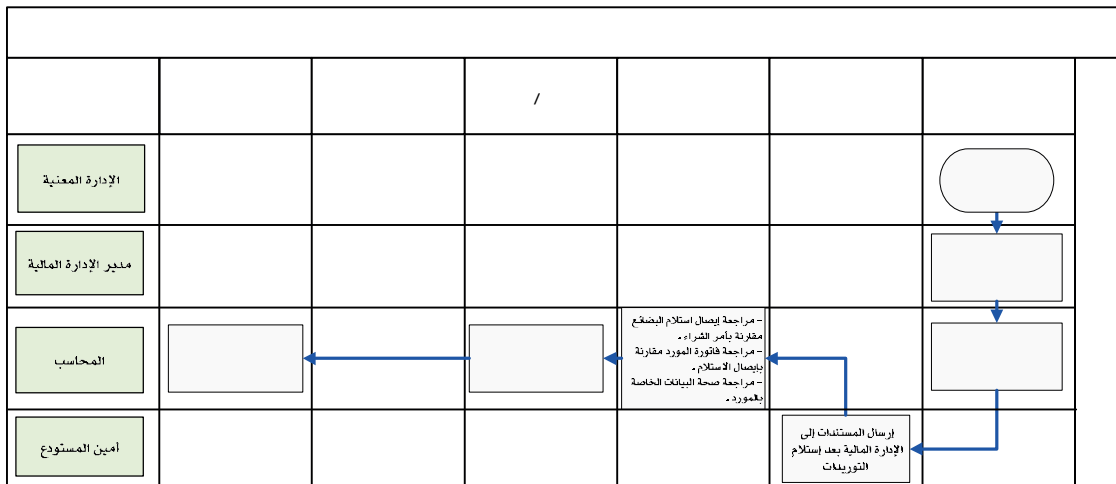 /
الإدارة المعنية
مدير الإدارة المالية
– مراجعة إيصال استلام البضائع
مقارنة بأمر الشراء .
– مراجعة فاتورة المورد مقارنة
بإيصال الاستلام .
– مراجعة صحة البيانات الخاصة
بالمورد .
المحاسب
إرسال المستندات إلى
الإدارة المالية بعد إستلام
التوريدات
أمين المستودع